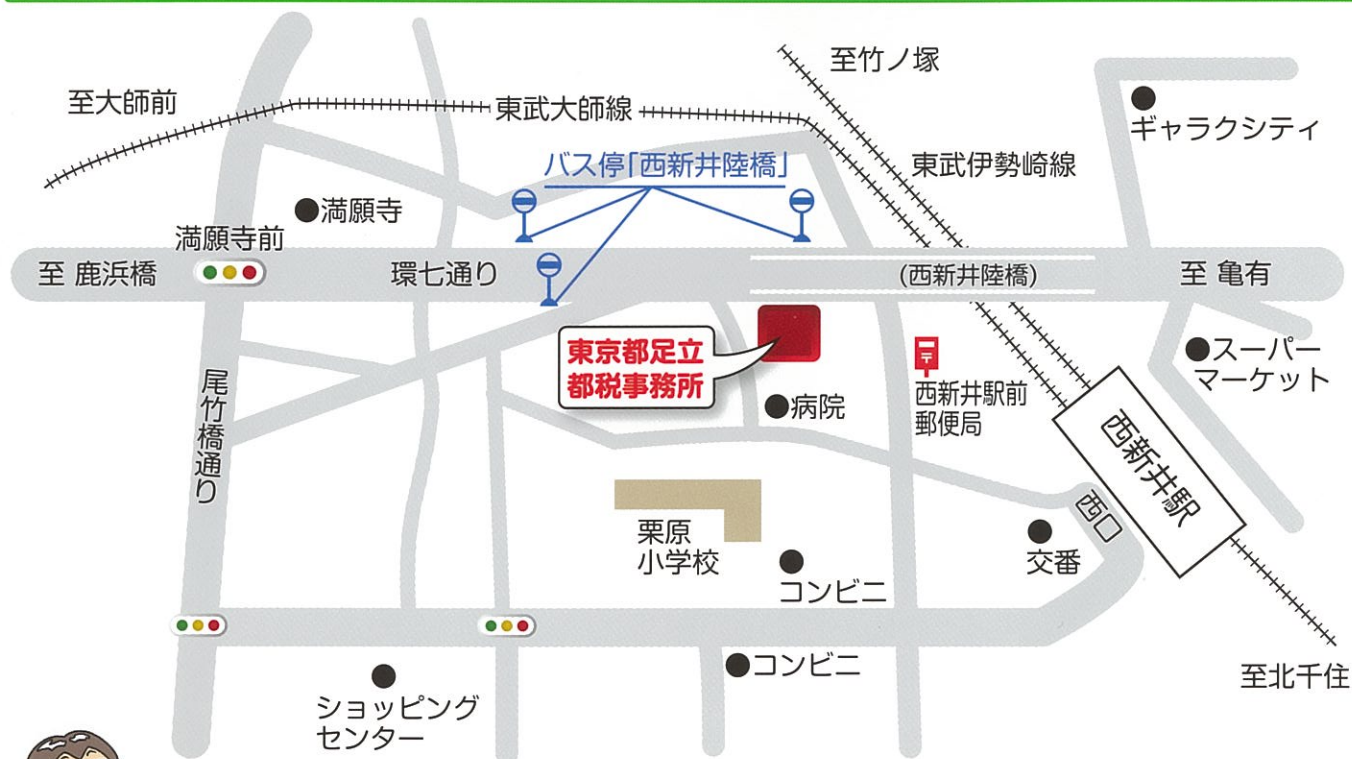 至竹ノ塚
至大師前
東武大師線
ギャラクシティ
バス停「西新井陸橋」
東武伊勢崎線
満願寺
満願寺前
至 鹿浜橋
環七通り
(西新井陸橋)
至 亀有
東京都足立
都税事務所
スーパー
マーケット
尾竹橋通り
病院
西新井駅前
郵便局
西新井駅
西口
栗原
小学校
交番
コンビニ
コンビニ
至北千住
ショッピング
センター